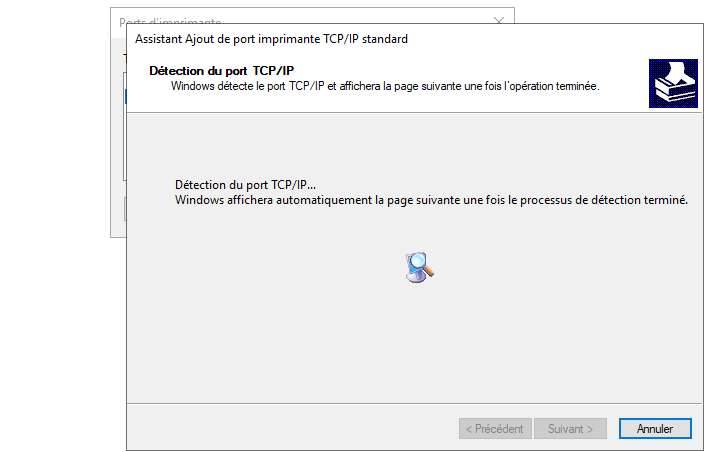 Ports d'imprimante
Assistant Ajout de port imprimante TCP/IP standard
Détection du port TCP/IP
Windows détecte le port TCP/IP et affichera la page suivante une fois l'opération terminée.
Détection du port TCP/IP...
Windows affichera automatiquement la page suivante une fois le processus de détection terminé.
< Précédent
Suivant >
Annuler